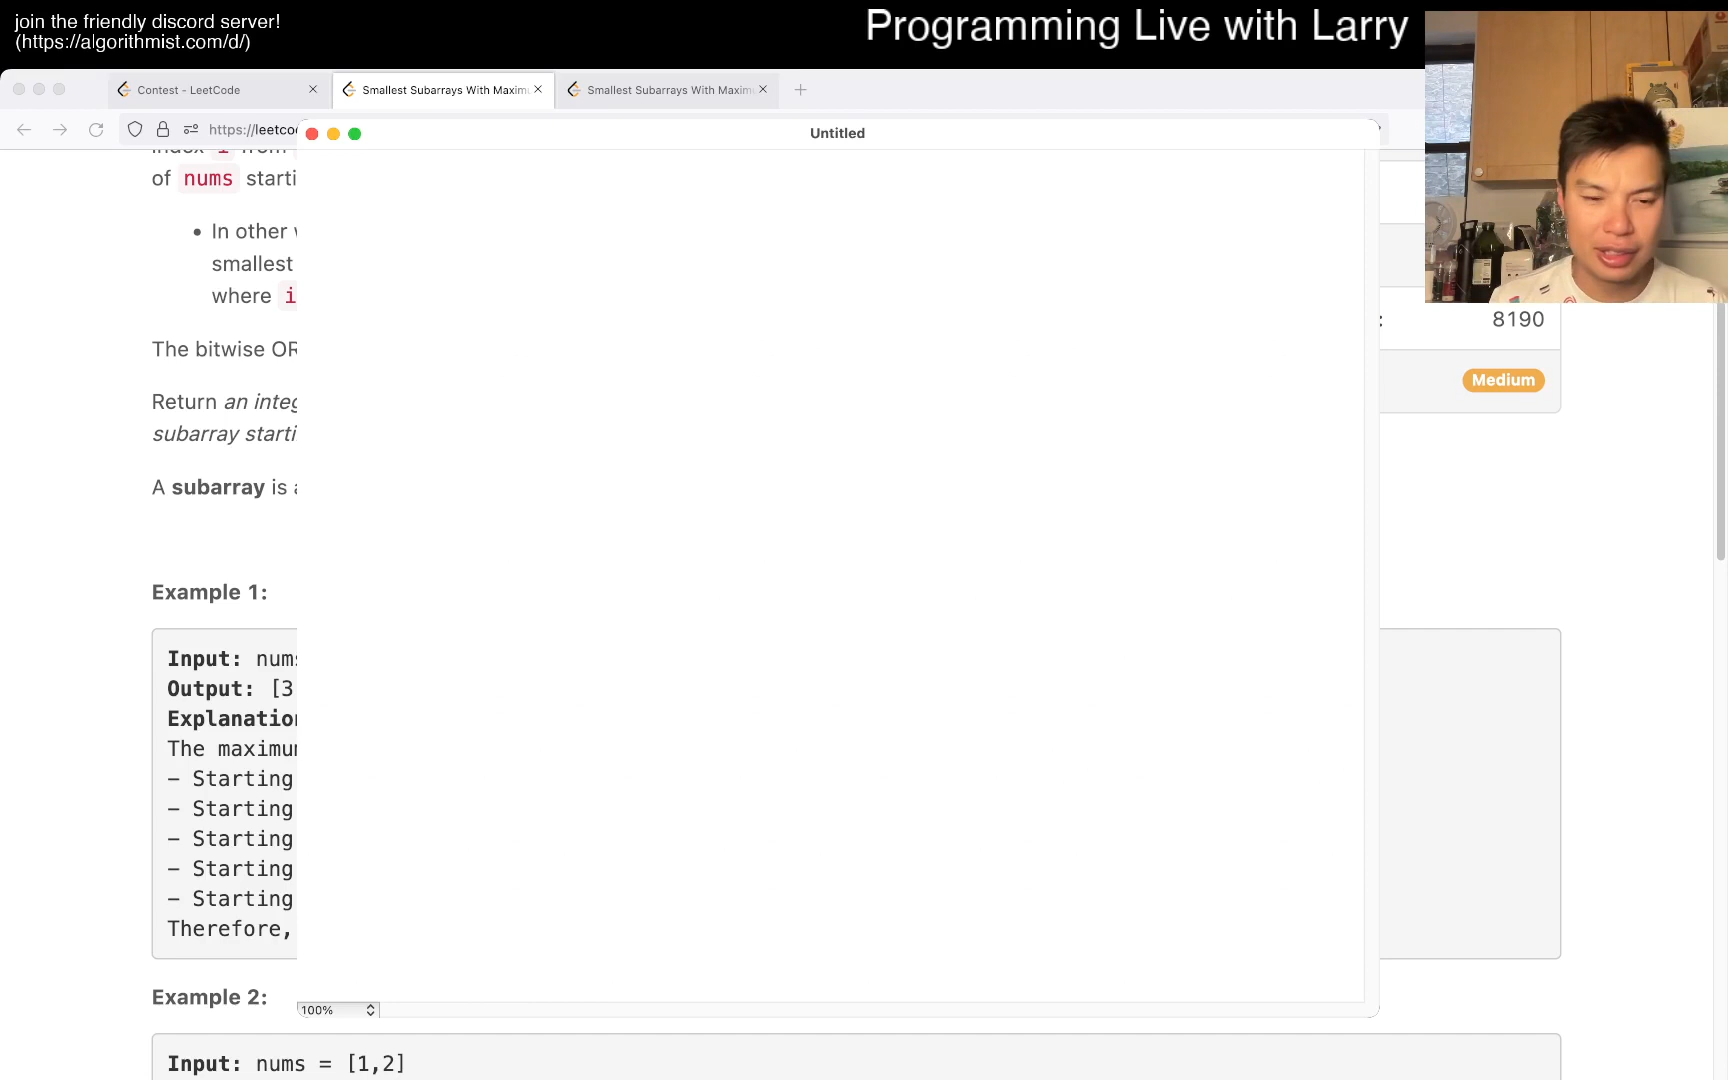 join the friendly discord server!
(https://algorithmist.com/d/)
Programming Live with Larry
Contest - LeetCode
Smallest Subarrays With Maxim
Smallest Subarrays With Maxim
https://leetco
Untitled
of nums starti
In other
smallest
where i
8190
The bitwise OR
Medium
Return an integ
subarray starti
A subarray is
Example 1:
Input: nums
Output: [3
Explanation
The maximum
- Starting
- Starting
- Starting
- Starting
- Starting
Therefore,
Example 2:
100%
Input: nums = [1,2]